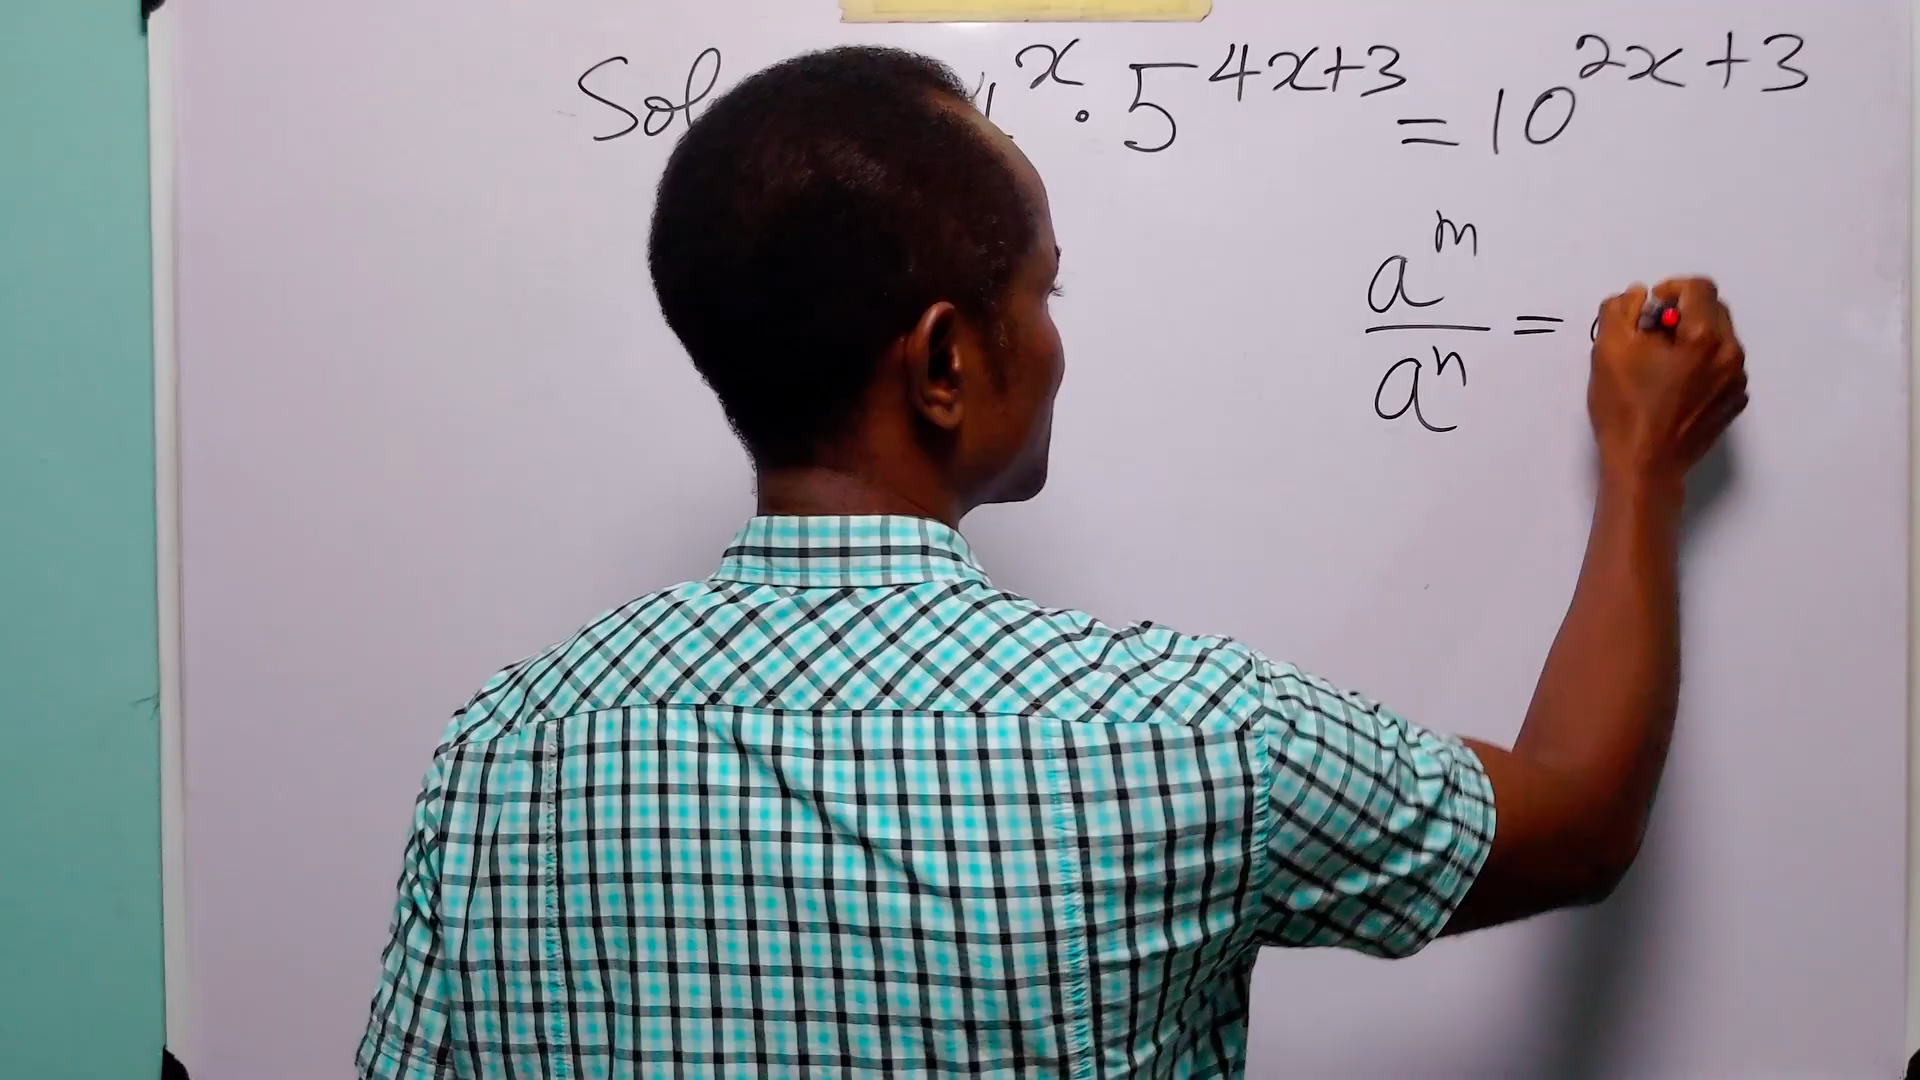 Sol x · 5^{4x+3} = 10^{2x+3}
a^m
a^n =